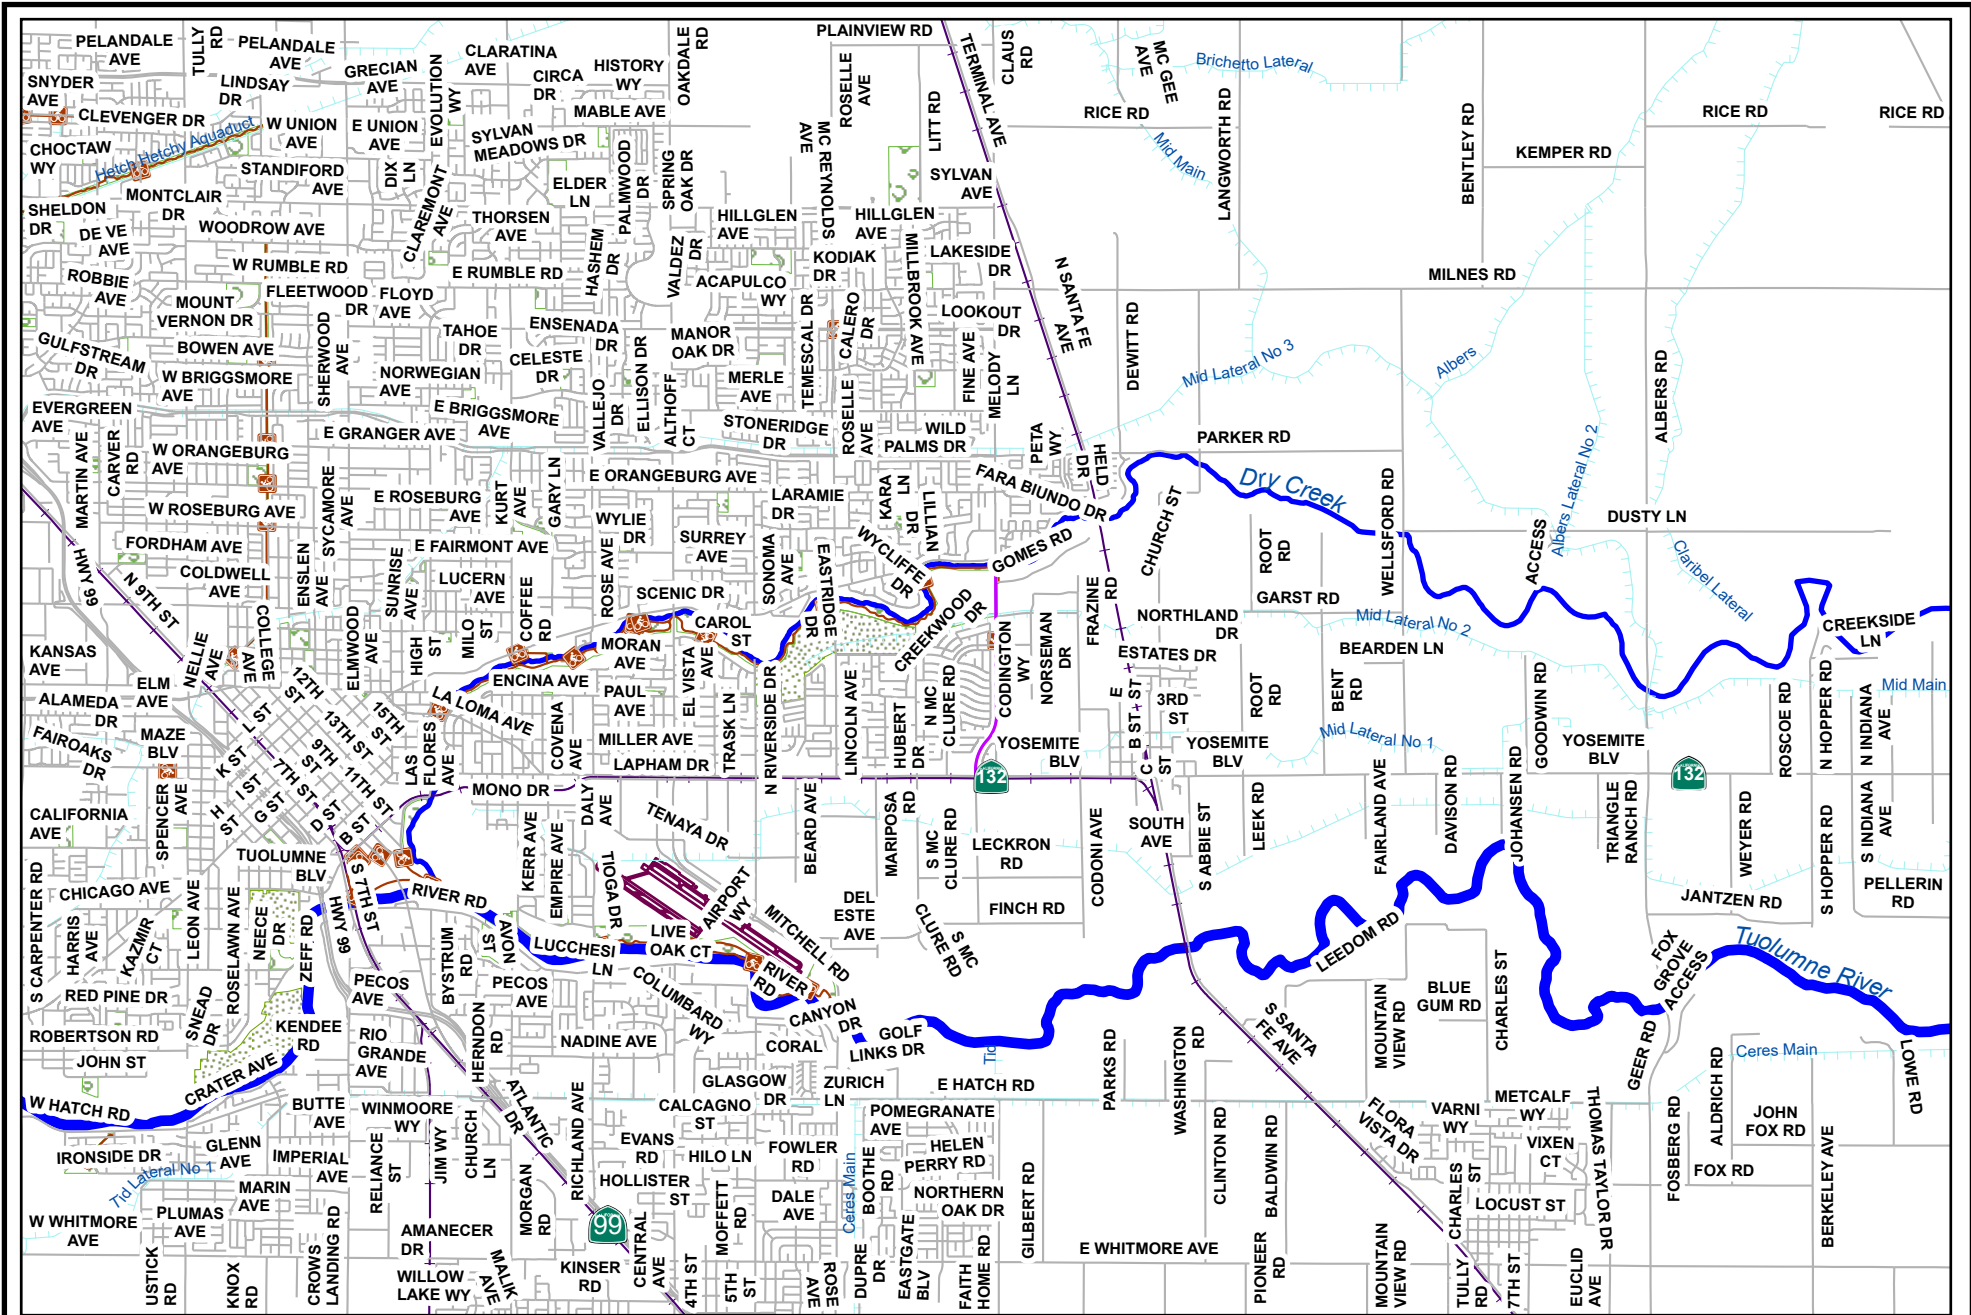 PELANDALE
AVE
TULLY
RD
PELANDALE
AVE
CLARATINA
AVE
OAKDALE
RD
PLAINVIEW RD
TERMINAL AVE
CLAUS
RD
MC GEE
AVE
Brichetto Lateral
SNYDER
AVE
LINDSAY
DR
GRECIAN
AVE
EVOLUTION
WY
CIRCA
DR
HISTORY
WY
ROSELLE
AVE
LITT RD
RICE RD
LANGWORTH RD
BENTLEY RD
RICE RD
RICE RD
CLEVENGER DR
W UNION
AVE
E UNION
AVE
MABLE AVE
Hetch Hetchy Aquaduct
CHOCTAW
WY
STANDIFORD
AVE
DIX
LN
SYLVAN
MEADOWS DR
MC REYNOLDS
AVE
Mid Main
KEMPER RD
MONTCLAIR
DR
CLAREMONT
AVE
ELDER
LN
PALMWOOD
DR
SPRING
OAK DR
SYLVAN
AVE
SHELDON
DR
DE VE
AVE
WOODROW AVE
THORSEN
AVE
HILLGLEN
AVE
HILLGLEN
AVE
ROBBIE
AVE
W RUMBLE RD
E RUMBLE RD
HASHEM
DR
VALDEZ
DR
KODIAK
DR
MILLBROOK AVE
LAKESIDE
DR
N SANTA FE
AVE
MILNES RD
MOUNT
VERNON DR
FLEETWOOD
DR
FLOYD
AVE
ACAPULCO
WY
GULFSTREAM
DR
BOWEN AVE
SHERWOOD
AVE
TAHOE
DR
ENSENADA
DR
MANOR
OAK DR
TEMESCAL DR
CALERO
DR
LOOKOUT
DR
DEWITT RD
Mid Lateral No 3
Albers
ALBERS RD
W BRIGGSMORE
AVE
NORWEGIAN
AVE
CELESTE
DR
ELLISON DR
MERLE
AVE
FINE AVE
MELODY
LN
EVERGREEN
AVE
E BRIGGSMORE
AVE
VALLEJO
DR
ALTHOFF
CT
STONERIDGE
DR
ROSELLE
AVE
WILD
PALMS DR
PETA
WY
HELD
DR
PARKER RD
MARTIN AVE
CARVER
RD
W ORANGEBURG
AVE
E GRANGER AVE
E ORANGEBURG AVE
FARA BIUNDO DR
Dry Creek
WELLSFORD RD
Albers Lateral No 2
SYCAMORE
AVE
E ROSEBURG
AVE
KURT
AVE
GARY LN
LARAMIE
DR
KARA
LN
LILLIAN
DR
CHURCH ST
W ROSEBURG AVE
WYLIE
DR
SURREY
AVE
DUSTY LN
FORDHAM AVE
E FAIRMONT AVE
WYCLIFFE
DR
GOMES RD
ROOT
RD
ACCESS
Claribel Lateral
HWY 99
N 9TH ST
COLDWELL
AVE
ENSLEN
AVE
SUNRISE
AVE
LUCERN
AVE
COFFEE
RD
ROSE AVE
SCENIC DR
SONOMA
AVE
EASTRIDGE
DR
CREEKWOOD
DR
FRAZINE
RD
NORTHLAND
DR
GARST RD
Mid Lateral No 2
CREEKSIDE
LN
KANSAS
AVE
NELLIE
AVE
COLLEGE
AVE
ELMWOOD
AVE
HIGH
ST
MILO
ST
CAROL
ST
MORAN
AVE
CODINGTON
WY
NORSEMAN
DR
ESTATES DR
BEARDEN LN
ELM
AVE
12TH
ST
ENCINA AVE
EL VISTA
AVE
ALAMEDA
DR
L ST
13TH ST
15TH
ST
LA LOMA AVE
PAUL
AVE
TRASK LN
N RIVERSIDE DR
LINCOLN AVE
HUBERT
DR
N MC
CLURE RD
E
B ST
3RD
ST
ROOT
RD
BENT
RD
GOODWIN RD
ROSCOE RD
N HOPPER RD
N INDIANA
AVE
Mid Main
FAIROAKS
DR
MAZE
BLV
K ST
9TH
ST
LAS
FLORES
AVE
COVENA
AVE
MILLER AVE
YOSEMITE
BLV
C
ST
YOSEMITE
BLV
Mid Lateral No 1
YOSEMITE
BLV
I ST
7TH ST
11TH ST
LAPHAM DR
132
132
CALIFORNIA
AVE
SPENCER
AVE
H
ST
G ST
D ST
B ST
MONO DR
DALY
AVE
TENAYA DR
BEARD AVE
MARIPOSA
RD
S MC
CLURE RD
LECKRON
RD
CODONI AVE
SOUTH
AVE
S ABBIE ST
LEEK RD
FAIRLAND AVE
DAVISON RD
JOHANSEN RD
TRIANGLE
RANCH RD
WEYER RD
S HOPPER RD
S INDIANA
AVE
S CARPENTER RD
CHICAGO AVE
TUOLUMNE
BLV
KERR AVE
EMPIRE AVE
TIOGA DR
AIRPORT
WY
PELLERIN
RD
HARRIS
AVE
KAZMIR
CT
LEON AVE
ROSELAWN AVE
NEECE
DR
ZEFF RD
HWY 99
S 7TH ST
RIVER RD
AVON
ST
LIVE
OAK CT
MITCHELL RD
DEL
ESTE
AVE
S MC
CLURE RD
FINCH RD
LEEDOM RD
JANTZEN RD
BYSTRUM
RD
LUCCHESI
LN
RIVER
RD
CHARLES ST
FOX
GROVE
ACCESS
Tuolumne River
RED PINE DR
SNEAD
DR
PECOS
AVE
PECOS
AVE
COLUMBARD
WY
CANYON
DR
MOUNTAIN
VIEW RD
BLUE
GUM RD
ROBERTSON RD
KENDEE
RD
RIO
GRANDE
AVE
HERNDON
RD
NADINE AVE
CORAL
GOLF
LINKS DR
Tid
PARKS RD
WASHINGTON
RD
S SANTA
FE AVE
GEER RD
Ceres Main
LOWE RD
JOHN ST
CRATER AVE
GLASGOW
DR
ZURICH
LN
E HATCH RD
W HATCH RD
BUTTE
AVE
WINMOORE
WY
ATLANTIC
DR
RICHLAND AVE
CALCAGNO
ST
POMEGRANATE
AVE
FLORA
VISTA DR
VARNI
WY
METCALF
WY
THOMAS TAYLOR DR
FOSBERG RD
ALDRICH RD
JOHN
FOX RD
IRONSIDE DR
GLENN
AVE
IMPERIAL
AVE
RELIANCE
ST
JIM WY
CHURCH
LN
EVANS
RD
HILO LN
FOWLER
RD
HELEN
PERRY RD
VIXEN
CT
FOX RD
Tid Lateral No 1
MARIN
AVE
MORGAN
RD
HOLLISTER
ST
MOFFETT
RD
DALE
AVE
Ceres Main
BOOTHE
RD
NORTHERN
OAK DR
GILBERT RD
CLINTON RD
BALDWIN RD
CHARLES
ST
LOCUST ST
BERKELEY AVE
W WHITMORE
AVE
PLUMAS
AVE
CROWS
LANDING RD
AMANECER
DR
99
E WHITMORE AVE
USTICK
RD
KNOX
RD
WILLOW
LAKE WY
MALIK
AVE
KINSER
RD
CENTRAL
AVE
4TH ST
5TH
ST
ROSE
AVE
DUPRE
DR
EASTGATE
BLV
FAITH
HOME RD
PIONEER
RD
MOUNTAIN
VIEW RD
TULLY
RD
7TH ST
EUCLID
AVE